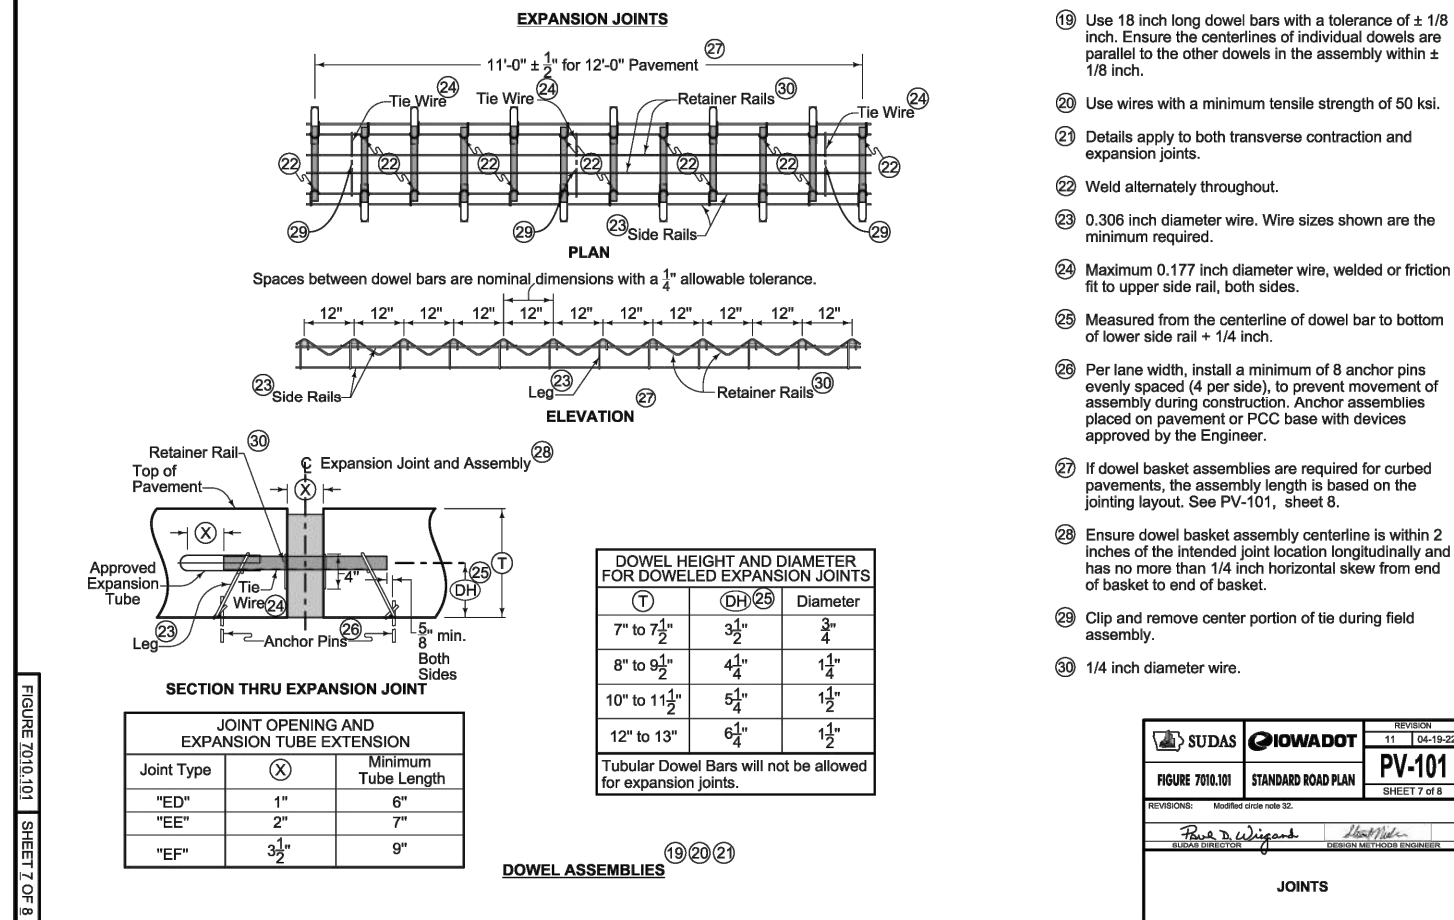 EXPANSION JOINTS
11'-0" ± 1/2" for 12'-0" Pavement
27
Tie Wire 24
Tie Wire 24
Retainer Rails 30
Tie Wire 24
22 22 22 22 22 22 22
29 29 23 Side Rails 29
PLAN
Spaces between dowel bars are nominal dimensions with a 1/4" allowable tolerance.
12" 12" 12" 12" 12" 12" 12" 12" 12" 12" 12"
23 Side Rails
Leg 23
27
Retainer Rails 30
ELEVATION
Retainer Rail 30
Top of
Pavement
℄ Expansion Joint and Assembly 28
X
X
Approved
Expansion
Tube
Tie
Wire 24
4"
DH 25
T
Leg 23
Anchor Pins 26
5/8" min.
Both
Sides
SECTION THRU EXPANSION JOINT
JOINT OPENING AND
EXPANSION TUBE EXTENSION
Joint Type X Minimum
Tube Length
"ED" 1" 6"
"EE" 2" 7"
"EF" 3 1/2" 9"
DOWEL HEIGHT AND DIAMETER
FOR DOWELED EXPANSION JOINTS
T DH 25 Diameter
7" to 7 1/2" 3 1/2" 3/4"
8" to 9 1/2" 4 1/4" 1 1/4"
10" to 11 1/2" 5 1/4" 1 1/2"
12" to 13" 6 1/4" 1 1/2"
Tubular Dowel Bars will not be allowed
for expansion joints.
DOWEL ASSEMBLIES 19 20 21
19 Use 18 inch long dowel bars with a tolerance of ± 1/8
inch. Ensure the centerlines of individual dowels are
parallel to the other dowels in the assembly within ±
1/8 inch.
20 Use wires with a minimum tensile strength of 50 ksi.
21 Details apply to both transverse contraction and
expansion joints.
22 Weld alternately throughout.
23 0.306 inch diameter wire. Wire sizes shown are the
minimum required.
24 Maximum 0.177 inch diameter wire, welded or friction
fit to upper side rail, both sides.
25 Measured from the centerline of dowel bar to bottom
of lower side rail + 1/4 inch.
26 Per lane width, install a minimum of 8 anchor pins
evenly spaced (4 per side), to prevent movement of
assembly during construction. Anchor assemblies
placed on pavement or PCC base with devices
approved by the Engineer.
27 If dowel basket assemblies are required for curbed
pavements, the assembly length is based on the
jointing layout. See PV-101, sheet 8.
28 Ensure dowel basket assembly centerline is within 2
inches of the intended joint location longitudinally and
has no more than 1/4 inch horizontal skew from end
of basket to end of basket.
29 Clip and remove center portion of tie during field
assembly.
30 1/4 inch diameter wire.
FIGURE 7010.101 SHEET 7 OF 8
SUDAS IOWADOT
REVISION
11 04-19-22
FIGURE 7010.101 STANDARD ROAD PLAN PV-101
SHEET 7 of 8
REVISIONS: Modified circle note 32.
Paul D. Wiegand
SUDAS DIRECTOR DESIGN METHODS ENGINEER
JOINTS